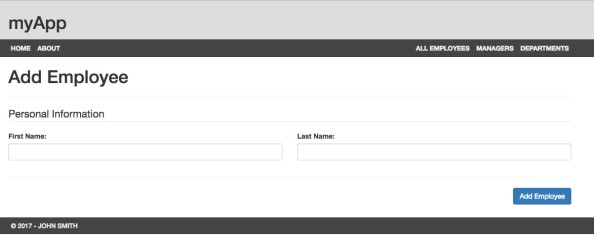 myApp
HOME ABOUT ALL EMPLOYEES MANAGERS DEPARTMENTS
Add Employee
Personal Information
First Name: Last Name:
Add Employee
© 2017 - JOHN SMITH